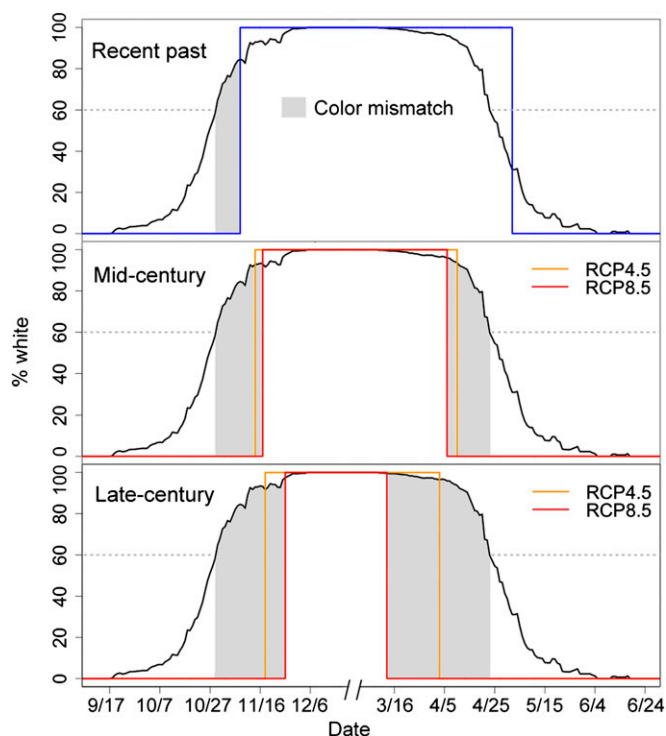 Recent past
Color mismatch
0 20 40 60 80 100
Mid-century
RCP4.5
RCP8.5
0 20 40 60 80 100
% white
Late-century
RCP4.5
RCP8.5
0 20 40 60 80 100
9/17 10/7 10/27 11/16 12/6 3/16 4/5 4/25 5/15 6/4 6/24
Date